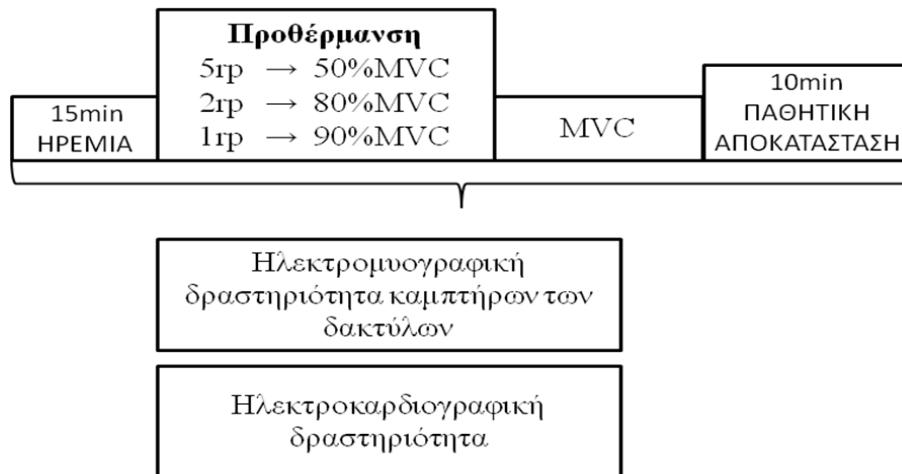 15min
ΗΡΕΜΙΑ
Προθέρμανση
5rp → 50%MVC
2rp → 80%MVC
1rp → 90%MVC
MVC
10min
ΠΑΘΗΤΙΚΗ
ΑΠΟΚΑΤΑΣΤΑΣΗ
Ηλεκτρομυογραφική
δραστηριότητα καμπτήρων των
δακτύλων
Ηλεκτροκαρδιογραφική
δραστηριότητα